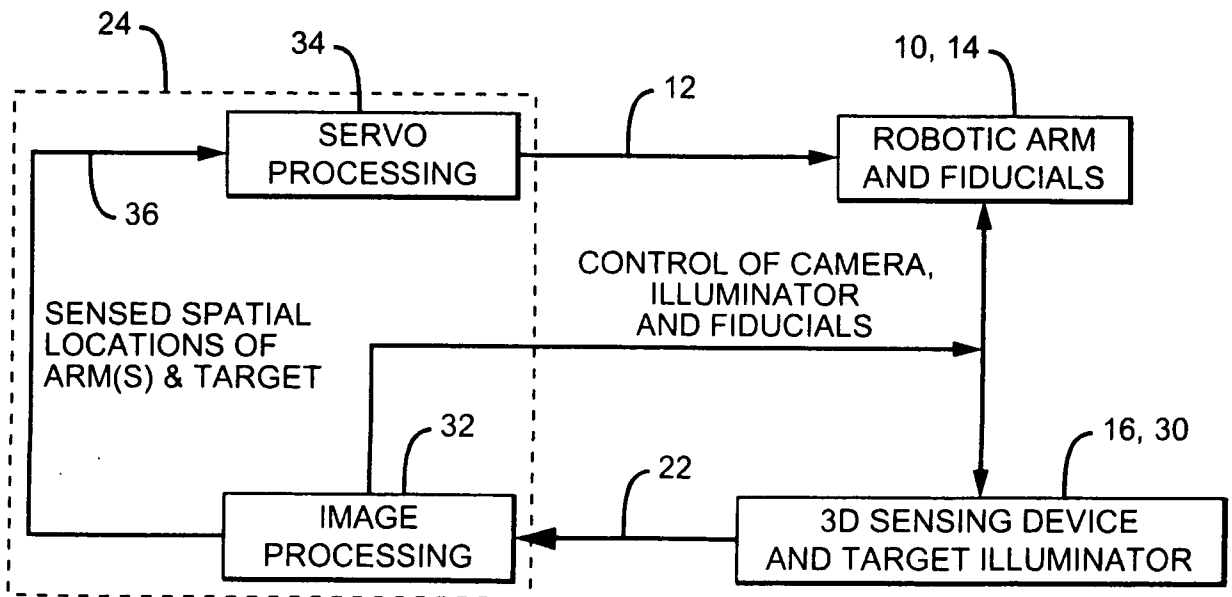 24
34
10, 14
12
SERVO
PROCESSING
ROBOTIC ARM
AND FIDUCIALS
36
CONTROL OF CAMERA,
ILLUMINATOR
AND FIDUCIALS
SENSED SPATIAL
LOCATIONS OF
ARM(S) & TARGET
32
16, 30
22
IMAGE
PROCESSING
3D SENSING DEVICE
AND TARGET ILLUMINATOR